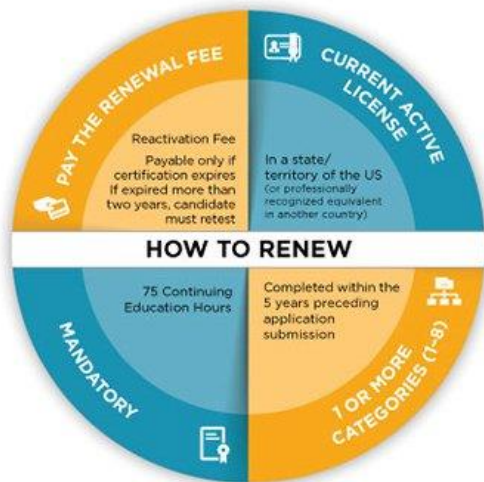 PAY THE RENEWAL FEE
Reactivation Fee
Payable only if
certification expires
If expired more than
two years, candidate
must retest
CURRENT ACTIVE
LICENSE
In a state/
territory of the US
(or professionally
recognized equivalent
in another country)
HOW TO RENEW
75 Continuing
Education Hours
MANDATORY
Completed within the
5 years preceding
application
submission
1 OR MORE
CATEGORIES (1-8)